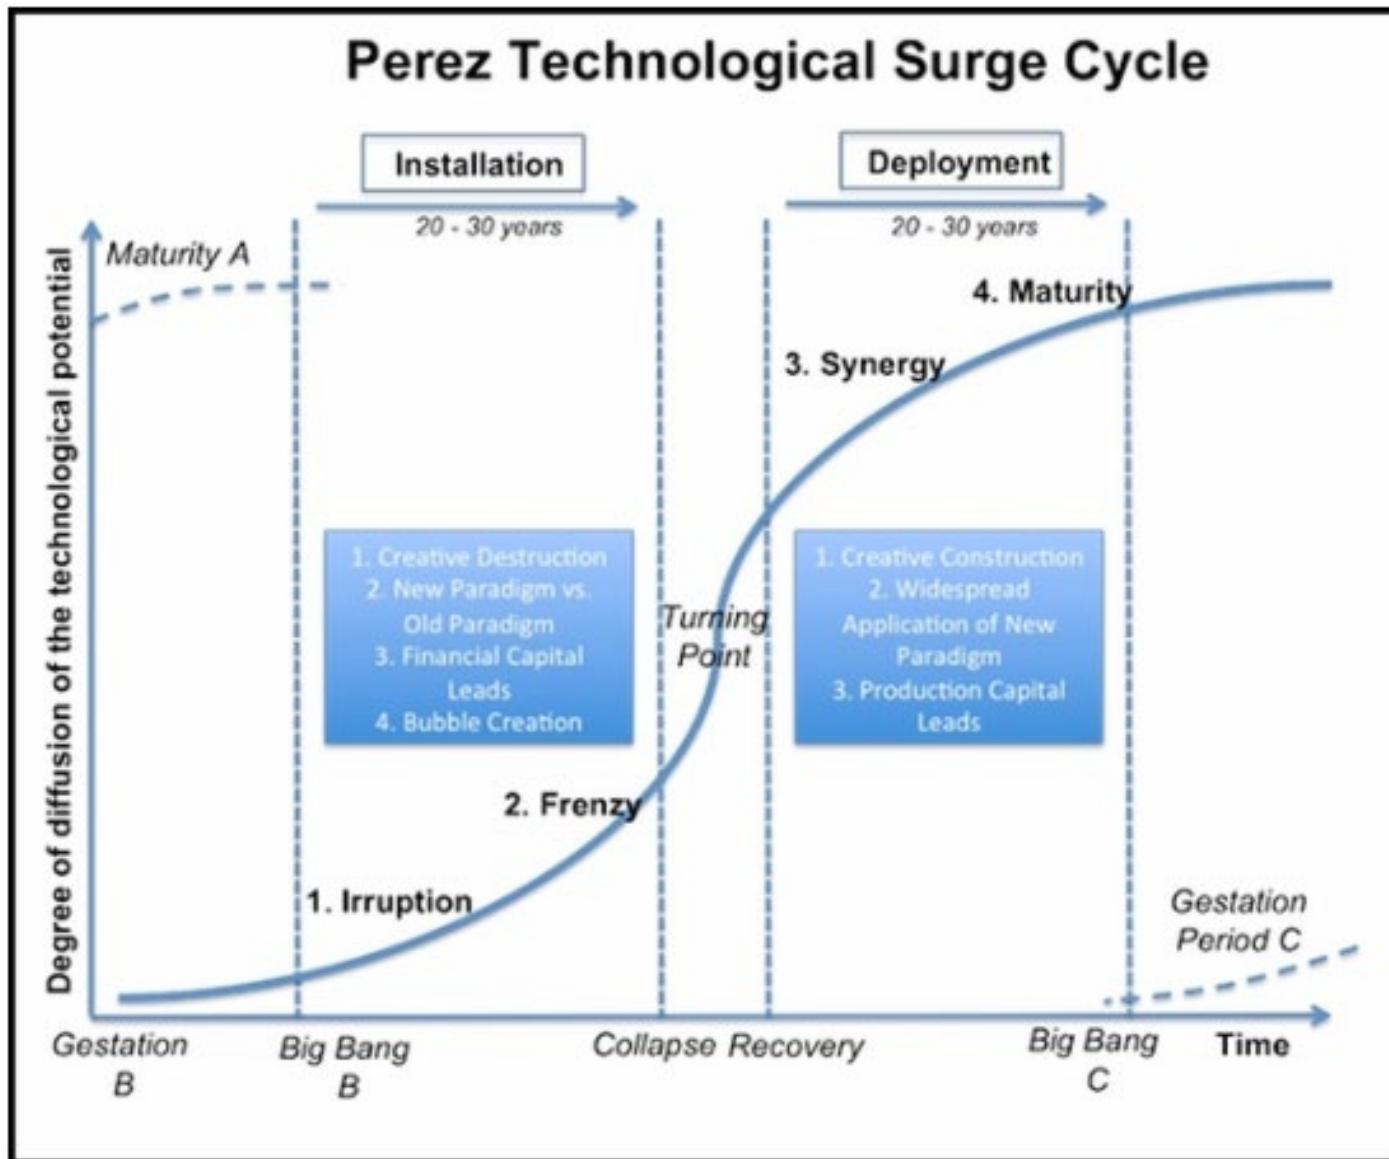 Perez Technological Surge Cycle
Installation
20 - 30 years
Deployment
20 - 30 years
Degree of diffusion of the technological potential
Maturity A
4. Maturity
3. Synergy
1. Creative Destruction
2. New Paradigm vs.
Old Paradigm
3. Financial Capital
Leads
4. Bubble Creation
Turning
Point
1. Creative Construction
2. Widespread
Application of New
Paradigm
3. Production Capital
Leads
2. Frenzy
1. Irruption
Gestation
Period C
Gestation
B
Big Bang
B
Collapse
Recovery
Big Bang
C
Time